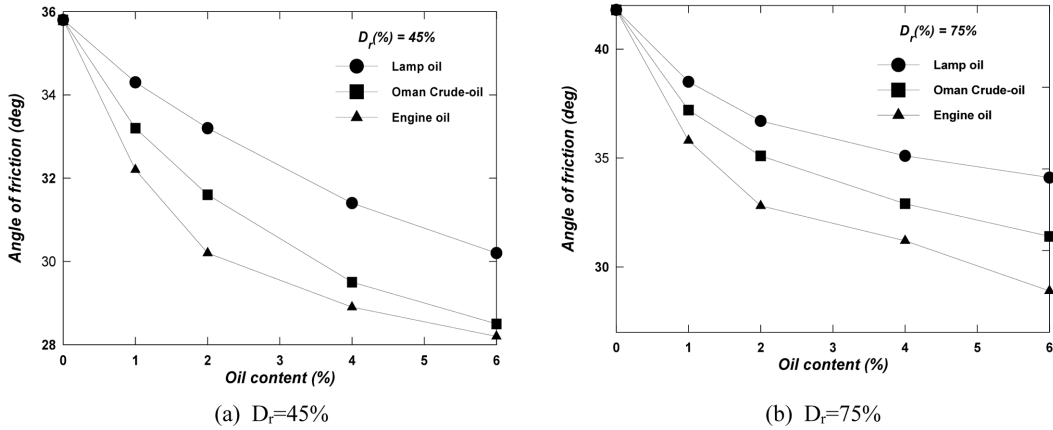 36
34
32
30
28
Angle of friction (deg)
Dr(%) = 45%
Lamp oil
Oman Crude-oil
Engine oil
0 1 2 3 4 5 6
Oil content (%)
(a) Dr=45%
40
35
30
Angle of friction (deg)
Dr(%) = 75%
Lamp oil
Oman Crude-oil
Engine oil
0 1 2 3 4 5 6
Oil content (%)
(b) Dr=75%